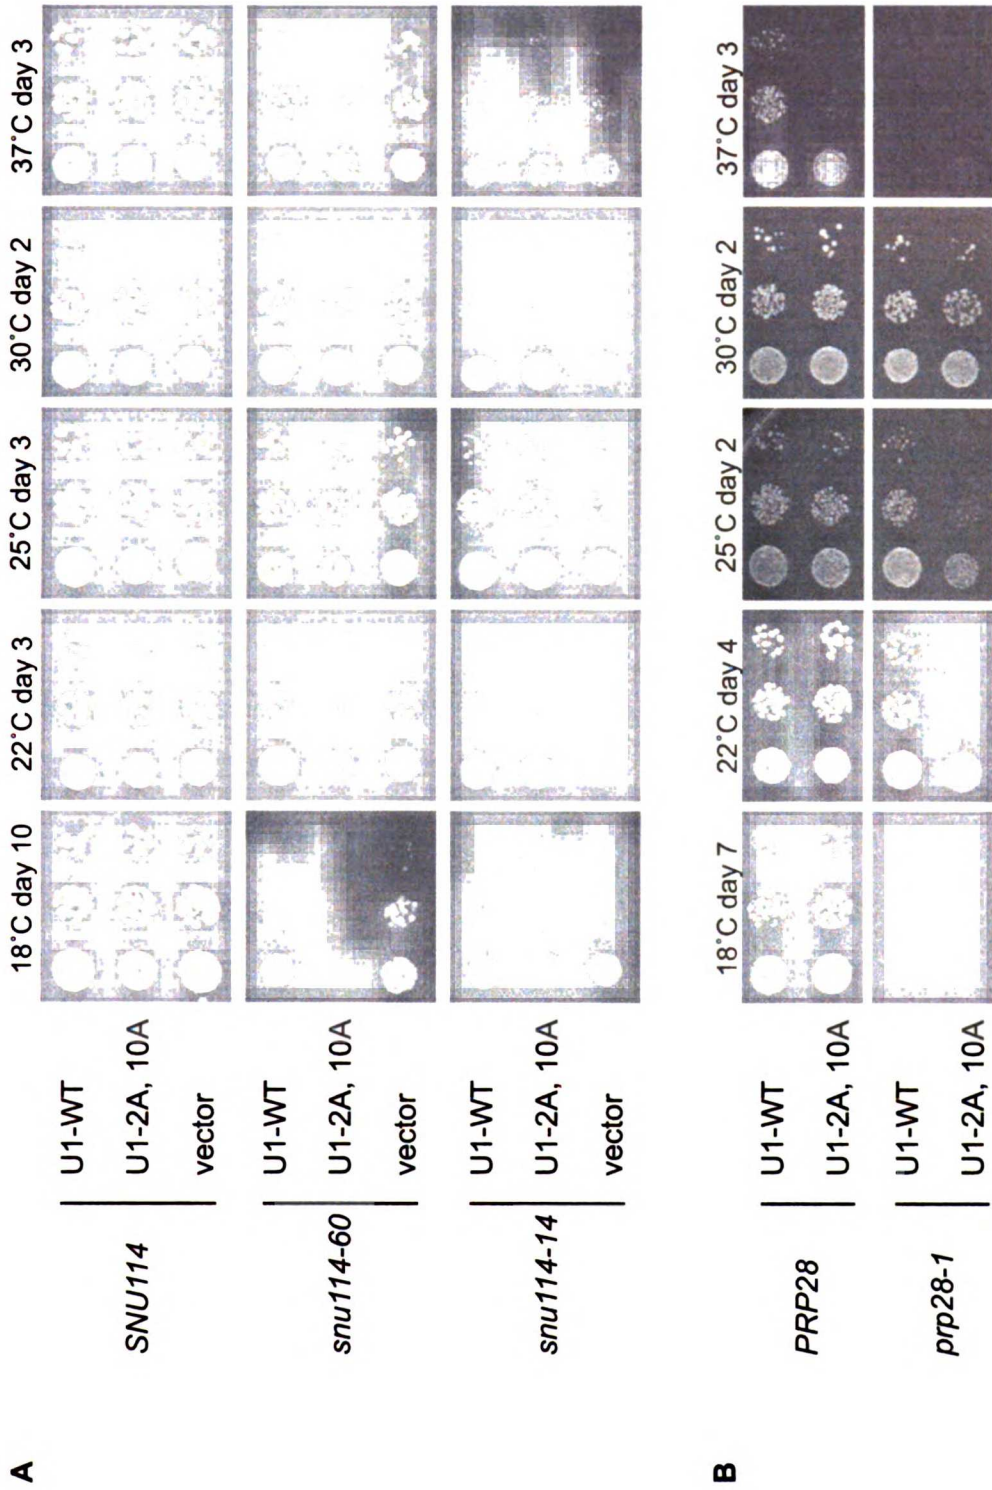 A
18˚C day 10 22˚C day 3 25˚C day 3 30˚C day 2 37˚C day 3
SNU114
U1-WT
U1-2A, 10A
vector
snu114-60
U1-WT
U1-2A, 10A
vector
snu114-14
U1-WT
U1-2A, 10A
vector
B
18˚C day 7 22˚C day 4 25˚C day 2 30˚C day 2 37˚C day 3
PRP28
U1-WT
U1-2A, 10A
prp28-1
U1-WT
U1-2A, 10A